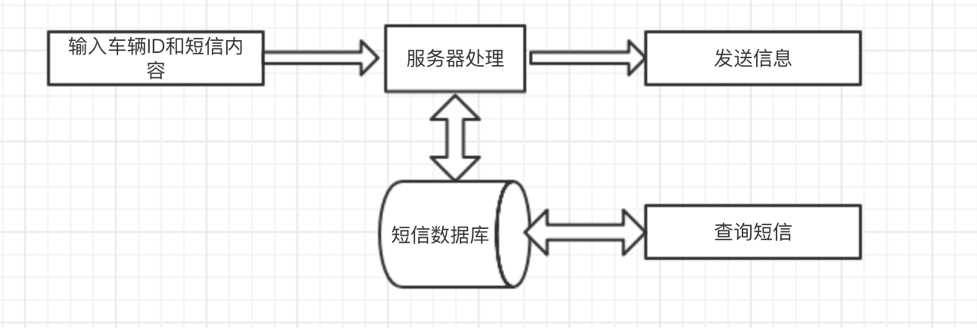 输入车辆ID和短信内
容
服务器处理
发送信息
短信数据库
查询短信